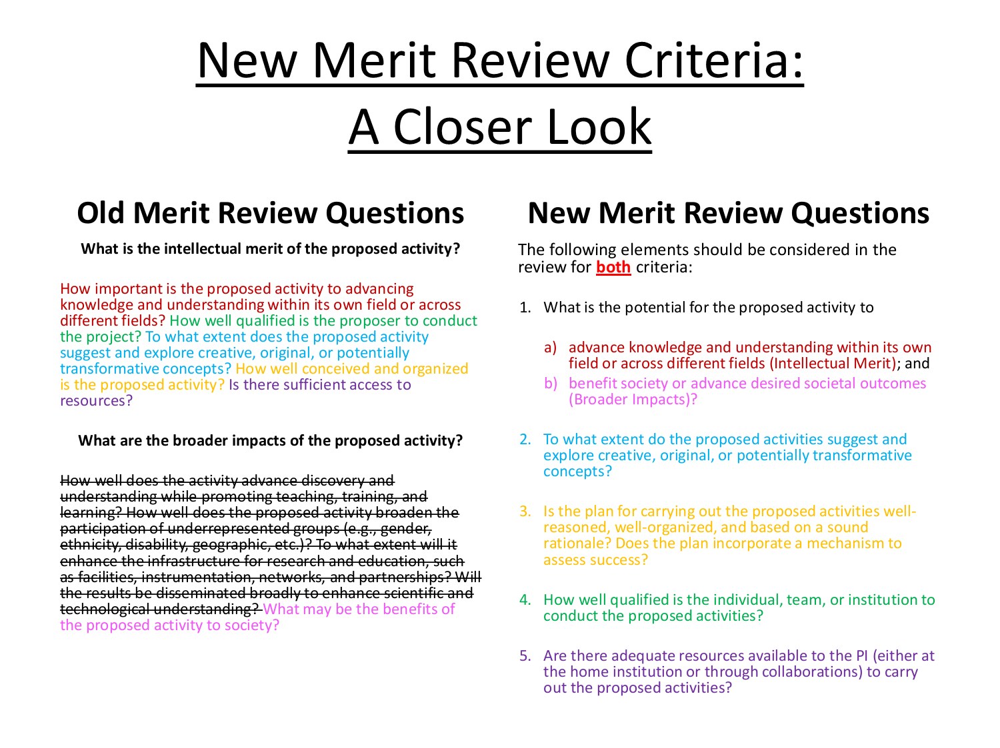 New Merit Review Criteria:
A Closer Look
Old Merit Review Questions
What is the intellectual merit of the proposed activity?
How important is the proposed activity to advancing
knowledge and understanding within its own field or across
different fields? How well qualified is the proposer to conduct
the project? To what extent does the proposed activity
suggest and explore creative, original, or potentially
transformative concepts? How well conceived and organized
is the proposed activity? Is there sufficient access to
resources?
What are the broader impacts of the proposed activity?
How well does the activity advance discovery and
understanding while promoting teaching, training, and
learning? How well does the proposed activity broaden the
participation of underrepresented groups (e.g., gender,
ethnicity, disability, geographic, etc.)? To what extent will it
enhance the infrastructure for research and education, such
as facilities, instrumentation, networks, and partnerships? Will
the results be disseminated broadly to enhance scientific and
technological understanding? What may be the benefits of
the proposed activity to society?
New Merit Review Questions
The following elements should be considered in the
review for both criteria:
1. What is the potential for the proposed activity to
a) advance knowledge and understanding within its own
field or across different fields (Intellectual Merit); and
b) benefit society or advance desired societal outcomes
(Broader Impacts)?
2. To what extent do the proposed activities suggest and
explore creative, original, or potentially transformative
concepts?
3. Is the plan for carrying out the proposed activities well-
reasoned, well-organized, and based on a sound
rationale? Does the plan incorporate a mechanism to
assess success?
4. How well qualified is the individual, team, or institution to
conduct the proposed activities?
5. Are there adequate resources available to the PI (either at
the home institution or through collaborations) to carry
out the proposed activities?